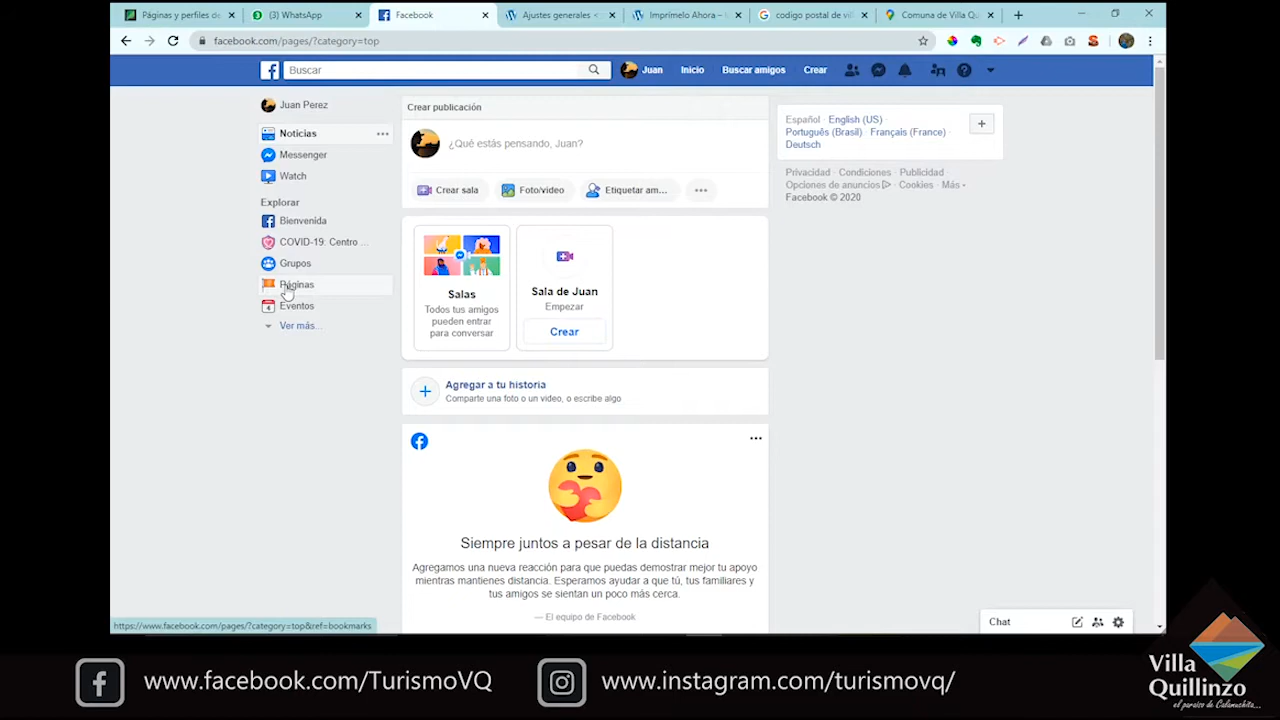 Páginas y perfiles de
(3) WhatsApp
Facebook
Ajustes generales <
Imprímelo Ahora –
codigo postal de vil
Comuna de Villa Qu
facebook.com/pages/?category=top
Buscar
Juan
Inicio
Buscar amigos
Crear
Juan Perez
Noticias
Messenger
Watch
Explorar
Bienvenida
COVID-19: Centro ...
Grupos
Páginas
Eventos
Ver más...
Crear publicación
¿Qué estás pensando, Juan?
Crear sala
Foto/video
Etiquetar am...
Salas
Todos tus amigos
pueden entrar
para conversar
Sala de Juan
Empezar
Crear
Agregar a tu historia
Comparte una foto o un video, o escribe algo
Siempre juntos a pesar de la distancia
Agregamos una nueva reacción para que puedas demostrar mejor tu apoyo
mientras mantienes distancia. Esperamos ayudar a que tú, tus familiares y
tus amigos se sientan un poco más cerca.
— El equipo de Facebook
Español · English (US) ·
Português (Brasil) · Français (France) ·
Deutsch
Privacidad · Condiciones · Publicidad ·
Opciones de anuncios · Cookies · Más
Facebook © 2020
Chat
https://www.facebook.com/pages/?category=top&ref=bookmarks
www.facebook.com/TurismoVQ
www.instagram.com/turismovq/
Villa
Quillinzo
el paraiso de Calamuchita...